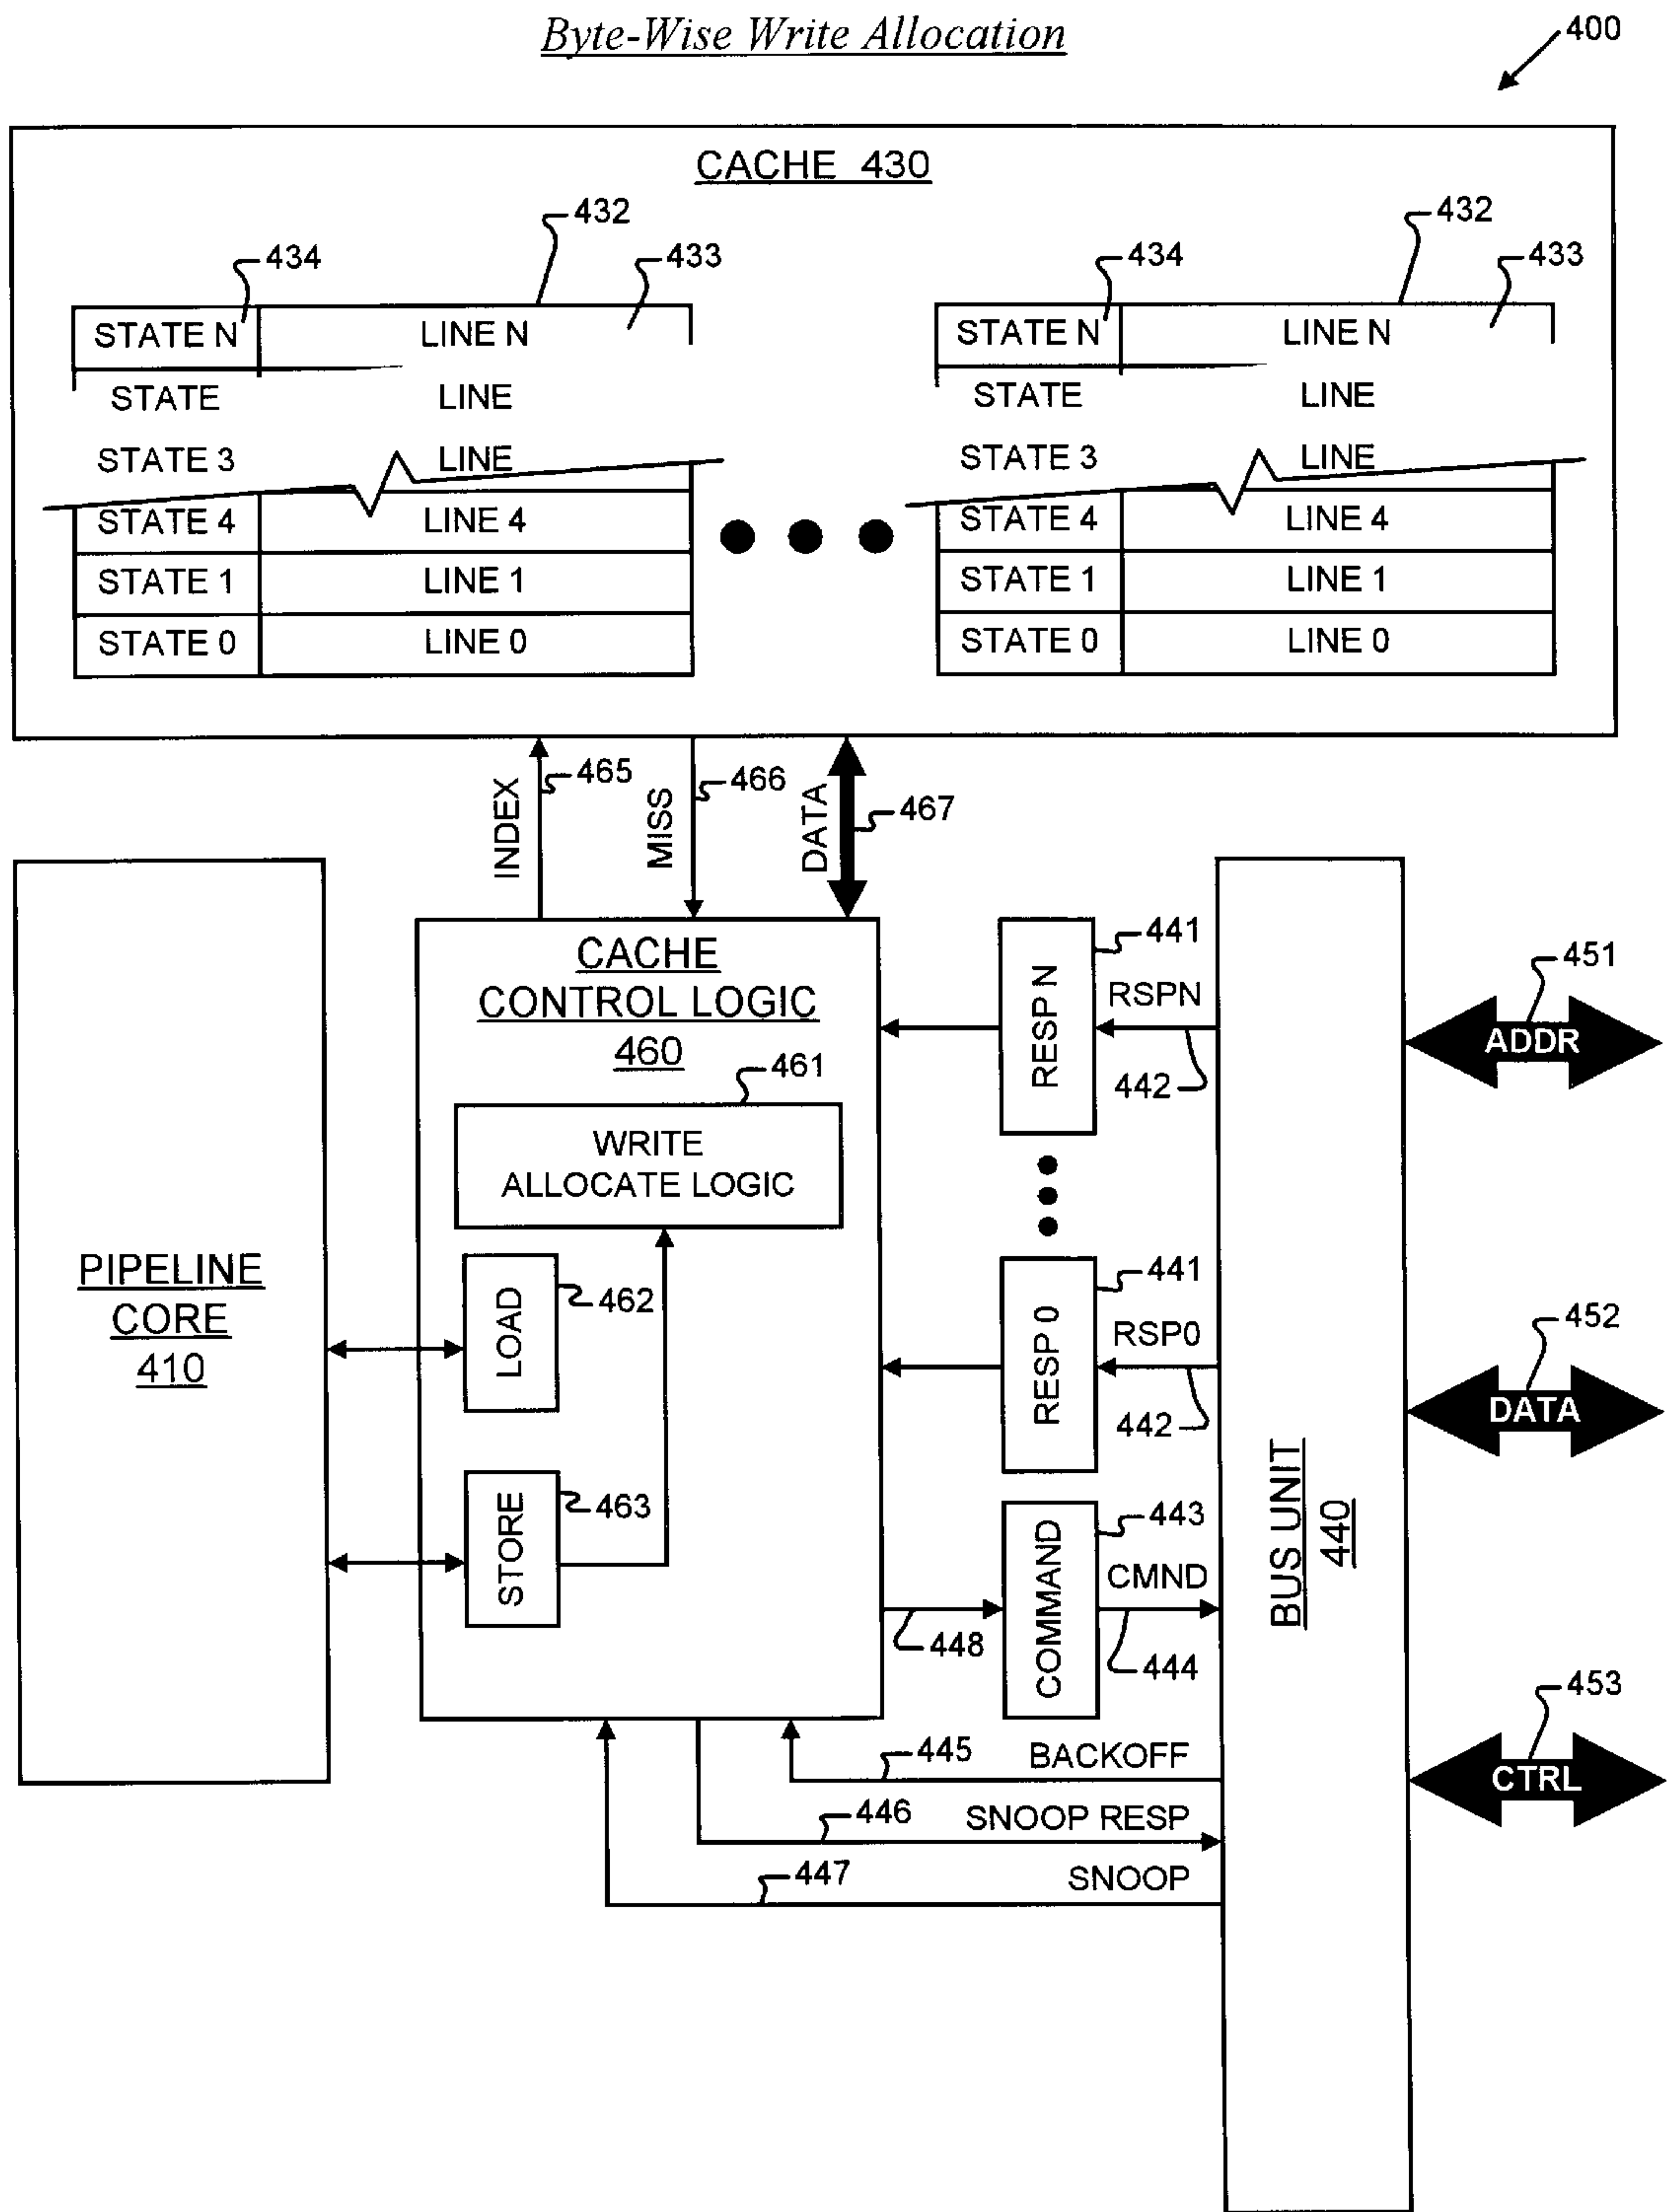 Byte-Wise Write Allocation
400
CACHE 430
434
432
433
434
432
433
STATE N LINE N
STATE LINE
STATE 3 LINE
STATE 4 LINE 4
STATE 1 LINE 1
STATE 0 LINE 0
STATE N LINE N
STATE LINE
STATE 3 LINE
STATE 4 LINE 4
STATE 1 LINE 1
STATE 0 LINE 0
INDEX
465
MISS
466
DATA
467
PIPELINE
CORE
410
CACHE
CONTROL LOGIC
460
461
WRITE
ALLOCATE LOGIC
LOAD
462
STORE
463
RESP N
441
RSPN
442
RESP 0
441
RSP0
442
COMMAND
443
CMND
444
448
445
BACKOFF
446
SNOOP RESP
447
SNOOP
BUS UNIT
440
451
ADDR
452
DATA
453
CTRL